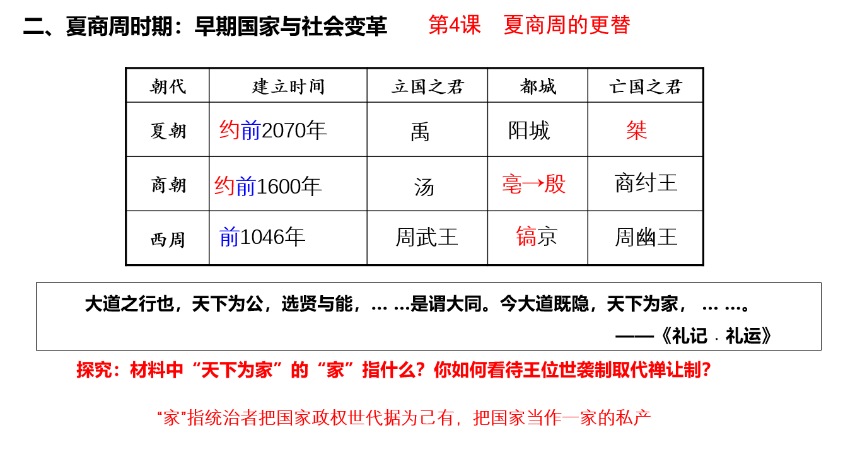 二、夏商周时期：早期国家与社会变革 第4课 夏商周的更替
朝代 建立时间 立国之君 都城 亡国之君
夏朝 约前2070年 禹 阳城 桀
商朝 约前1600年 汤 亳→殷 商纣王
西周 前1046年 周武王 镐京 周幽王
大道之行也，天下为公，选贤与能，… …是谓大同。今大道既隐，天下为家， … …。
——《礼记﹒礼运》
探究：材料中“天下为家”的“家”指什么？你如何看待王位世袭制取代禅让制？
“家”指统治者把国家政权世代据为己有，把国家当作一家的私产